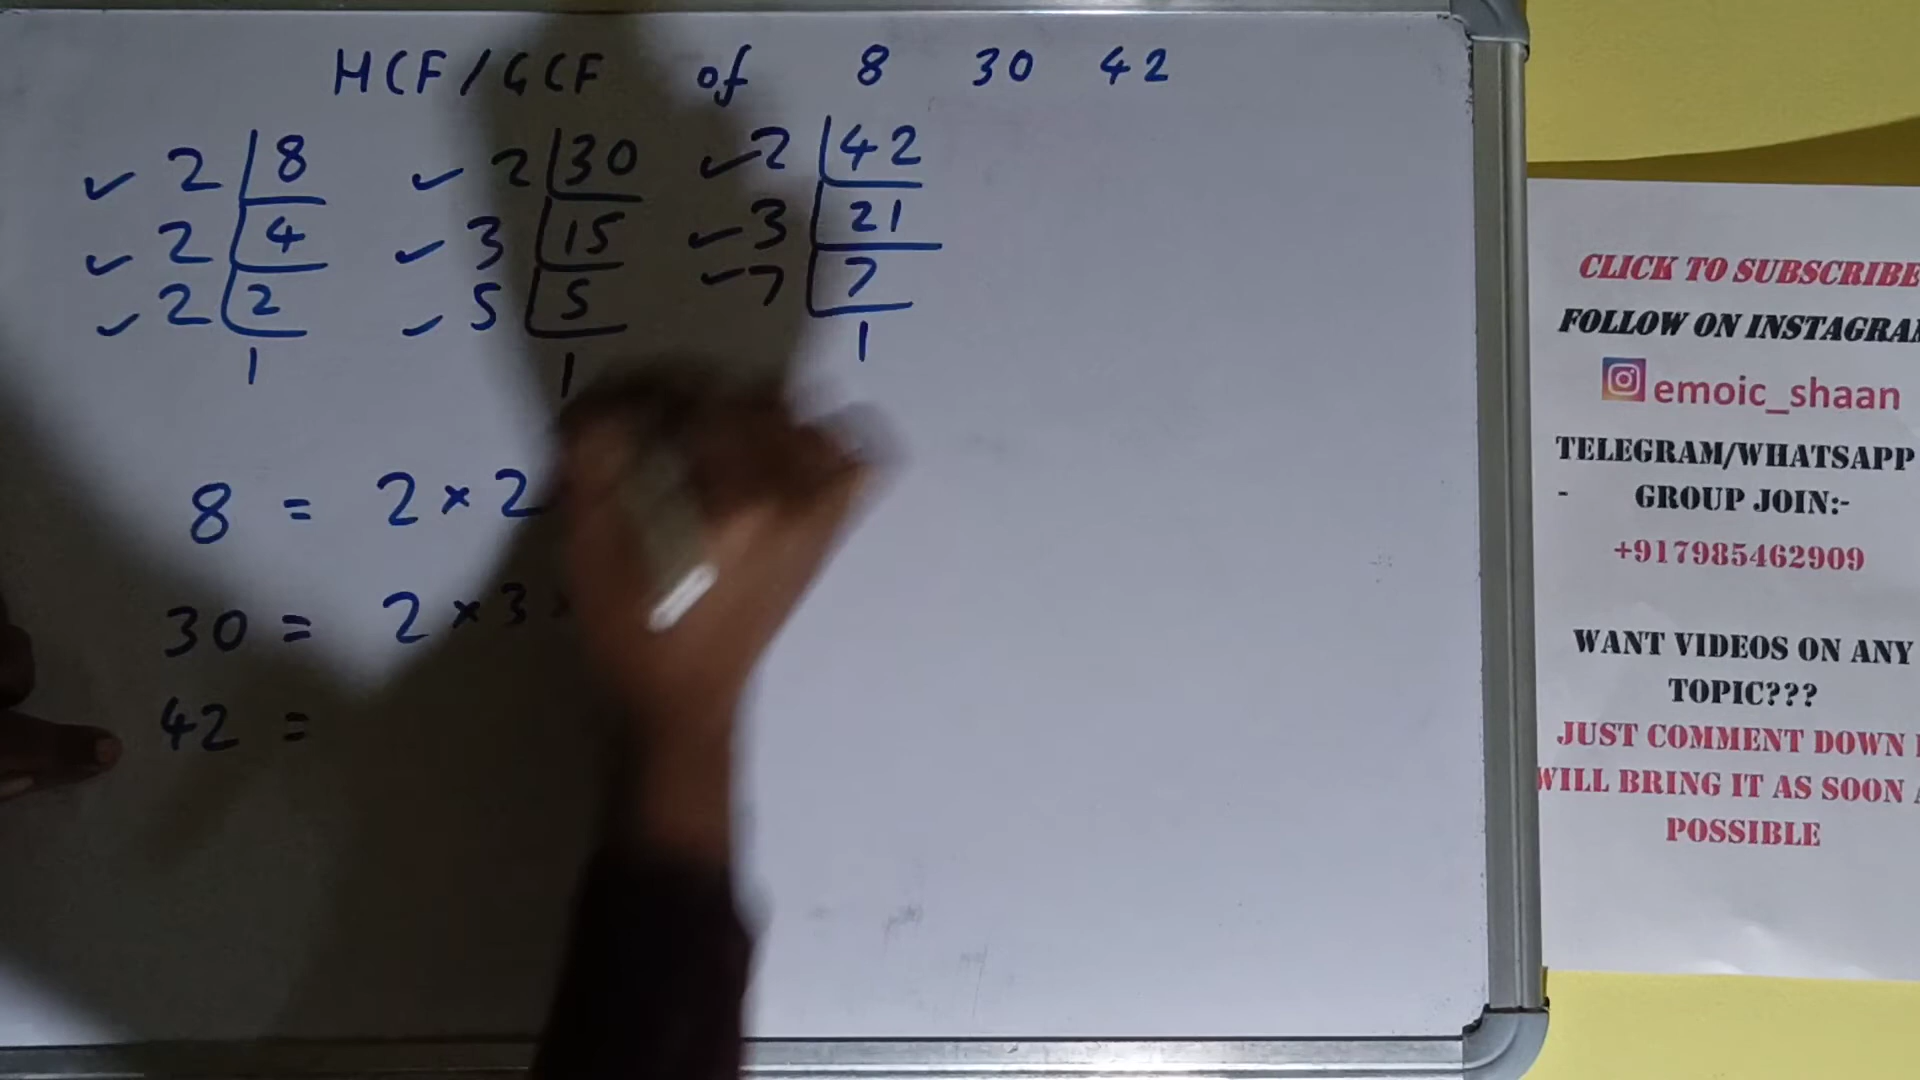 HCF/GCF of 8 30 42
✓ 2 | 8 ✓ 2 | 30 ✓ 2 | 42
✓ 2 | 4 ✓ 3 | 15 ✓ 3 | 21
✓ 2 | 2 ✓ 5 | 5 ✓ 7 | 7
1 1 1
8 = 2 × 2
30 = 2 × 3 ×
42 =
CLICK TO SUBSCRIBE
FOLLOW ON INSTAGRAM
emoic_shaan
TELEGRAM/WHATSAPP
- GROUP JOIN:-
+917985462909
WANT VIDEOS ON ANY
TOPIC???
JUST COMMENT DOWN
WILL BRING IT AS SOON
POSSIBLE